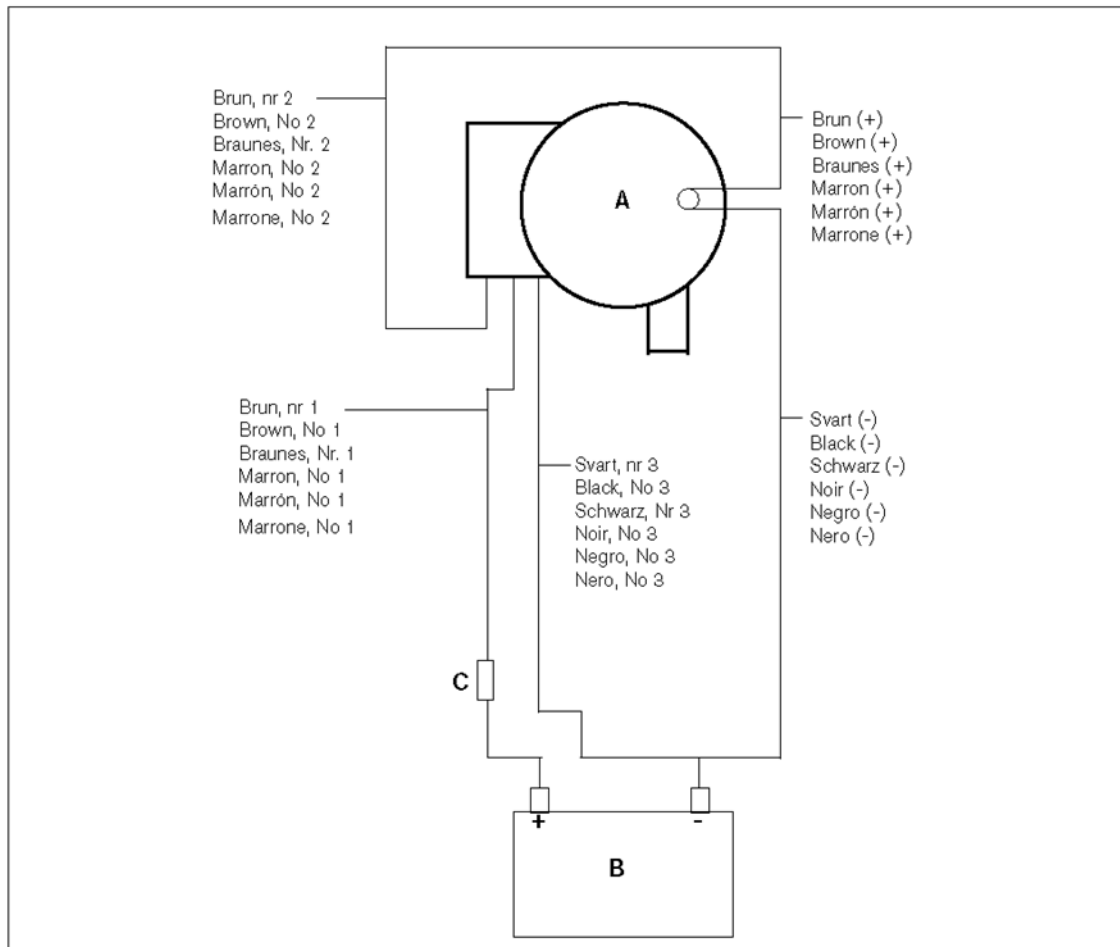 Brun, nr 2
Brown, No 2
Braunes, Nr. 2
Marron, No 2
Marrón, No 2
Marrone, No 2
A
Brun (+)
Brown (+)
Braunes (+)
Marron (+)
Marrón (+)
Marrone (+)
Brun, nr 1
Brown, No 1
Braunes, Nr. 1
Marron, No 1
Marrón, No 1
Marrone, No 1
Svart, nr 3
Black, No 3
Schwarz, Nr 3
Noir, No 3
Negro, No 3
Nero, No 3
Svart (-)
Black (-)
Schwarz (-)
Noir (-)
Negro (-)
Nero (-)
C
+ -
B